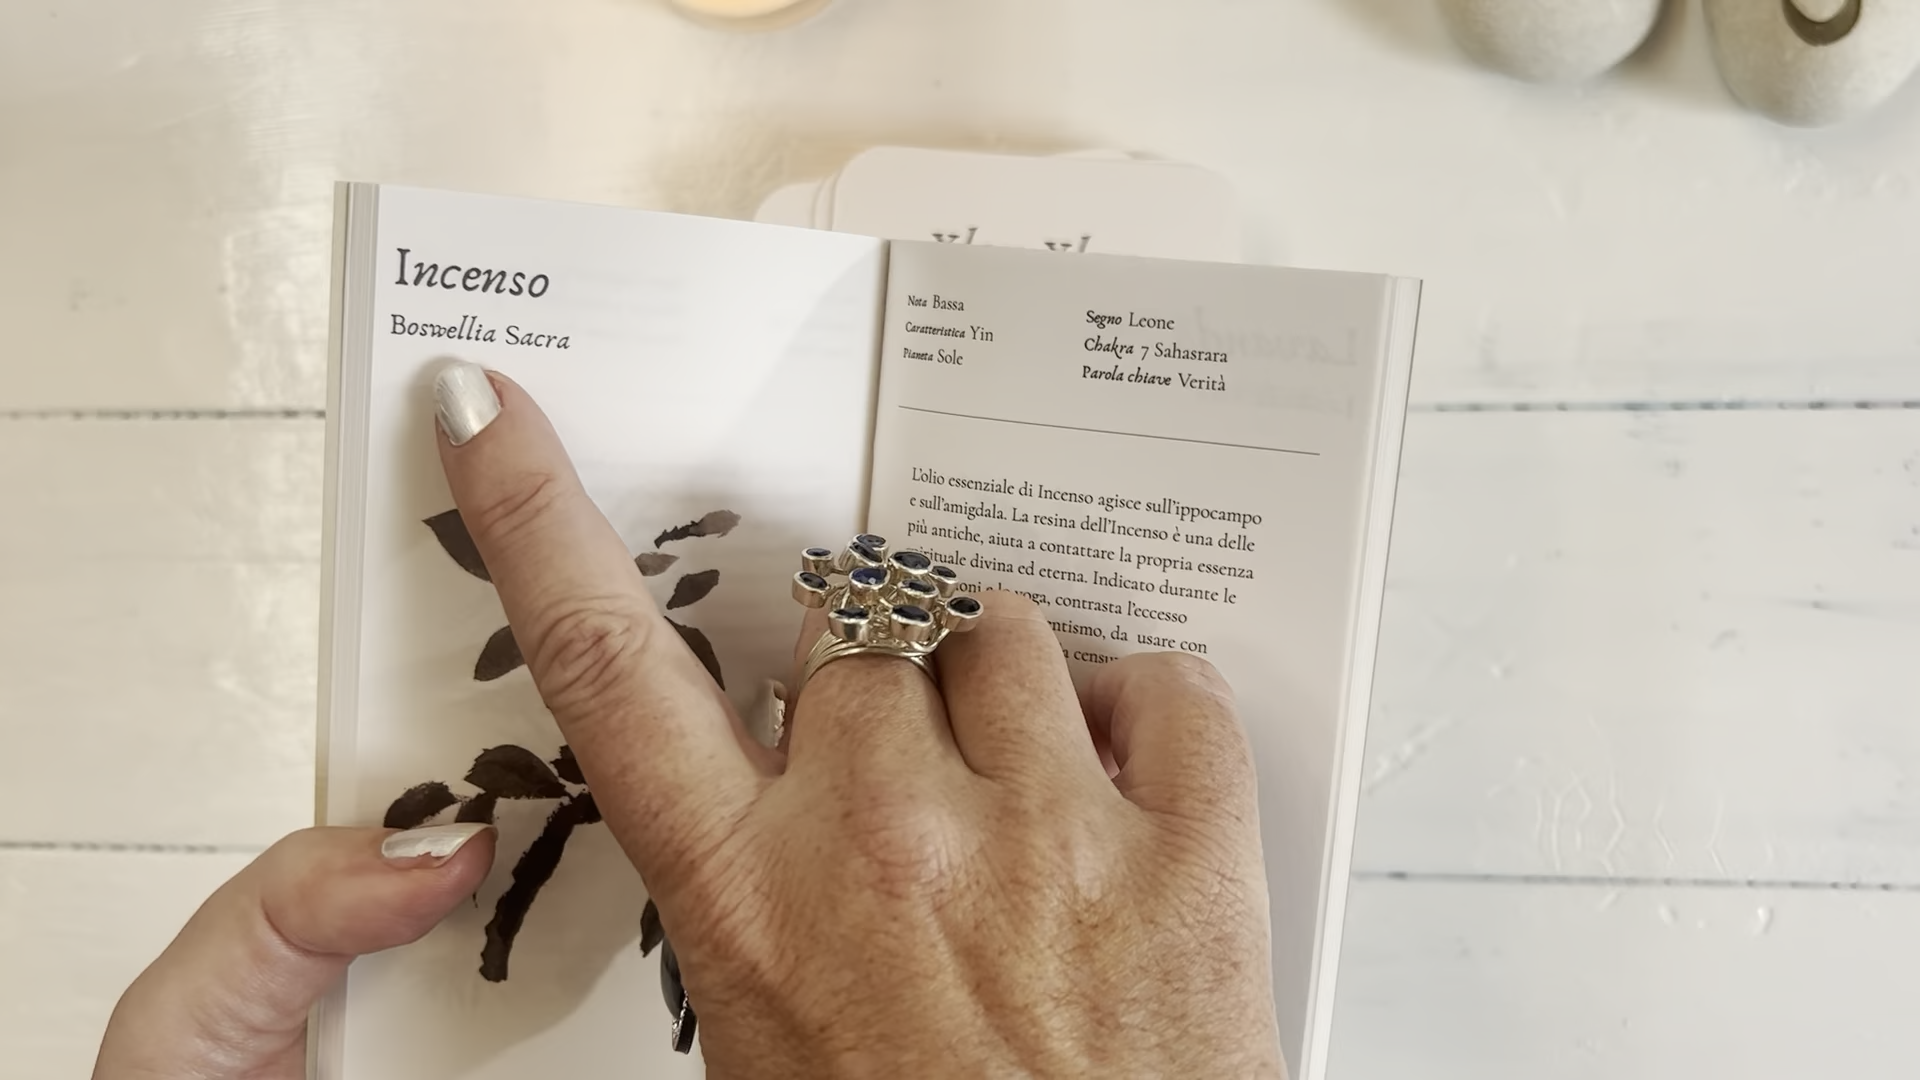 Incenso
Boswellia Sacra
Nota Bassa
Caratteristica Yin
Pianeta Sole
Segno Leone
Chakra 7 Sahasrara
Parola chiave Verità
L'olio essenziale di Incenso agisce sull'ippocampo
e sull'amigdala. La resina dell'Incenso è una delle
più antiche, aiuta a contattare la propria essenza
divina ed eterna. Indicato durante le
yoga, contrasta l'eccesso
da usare con